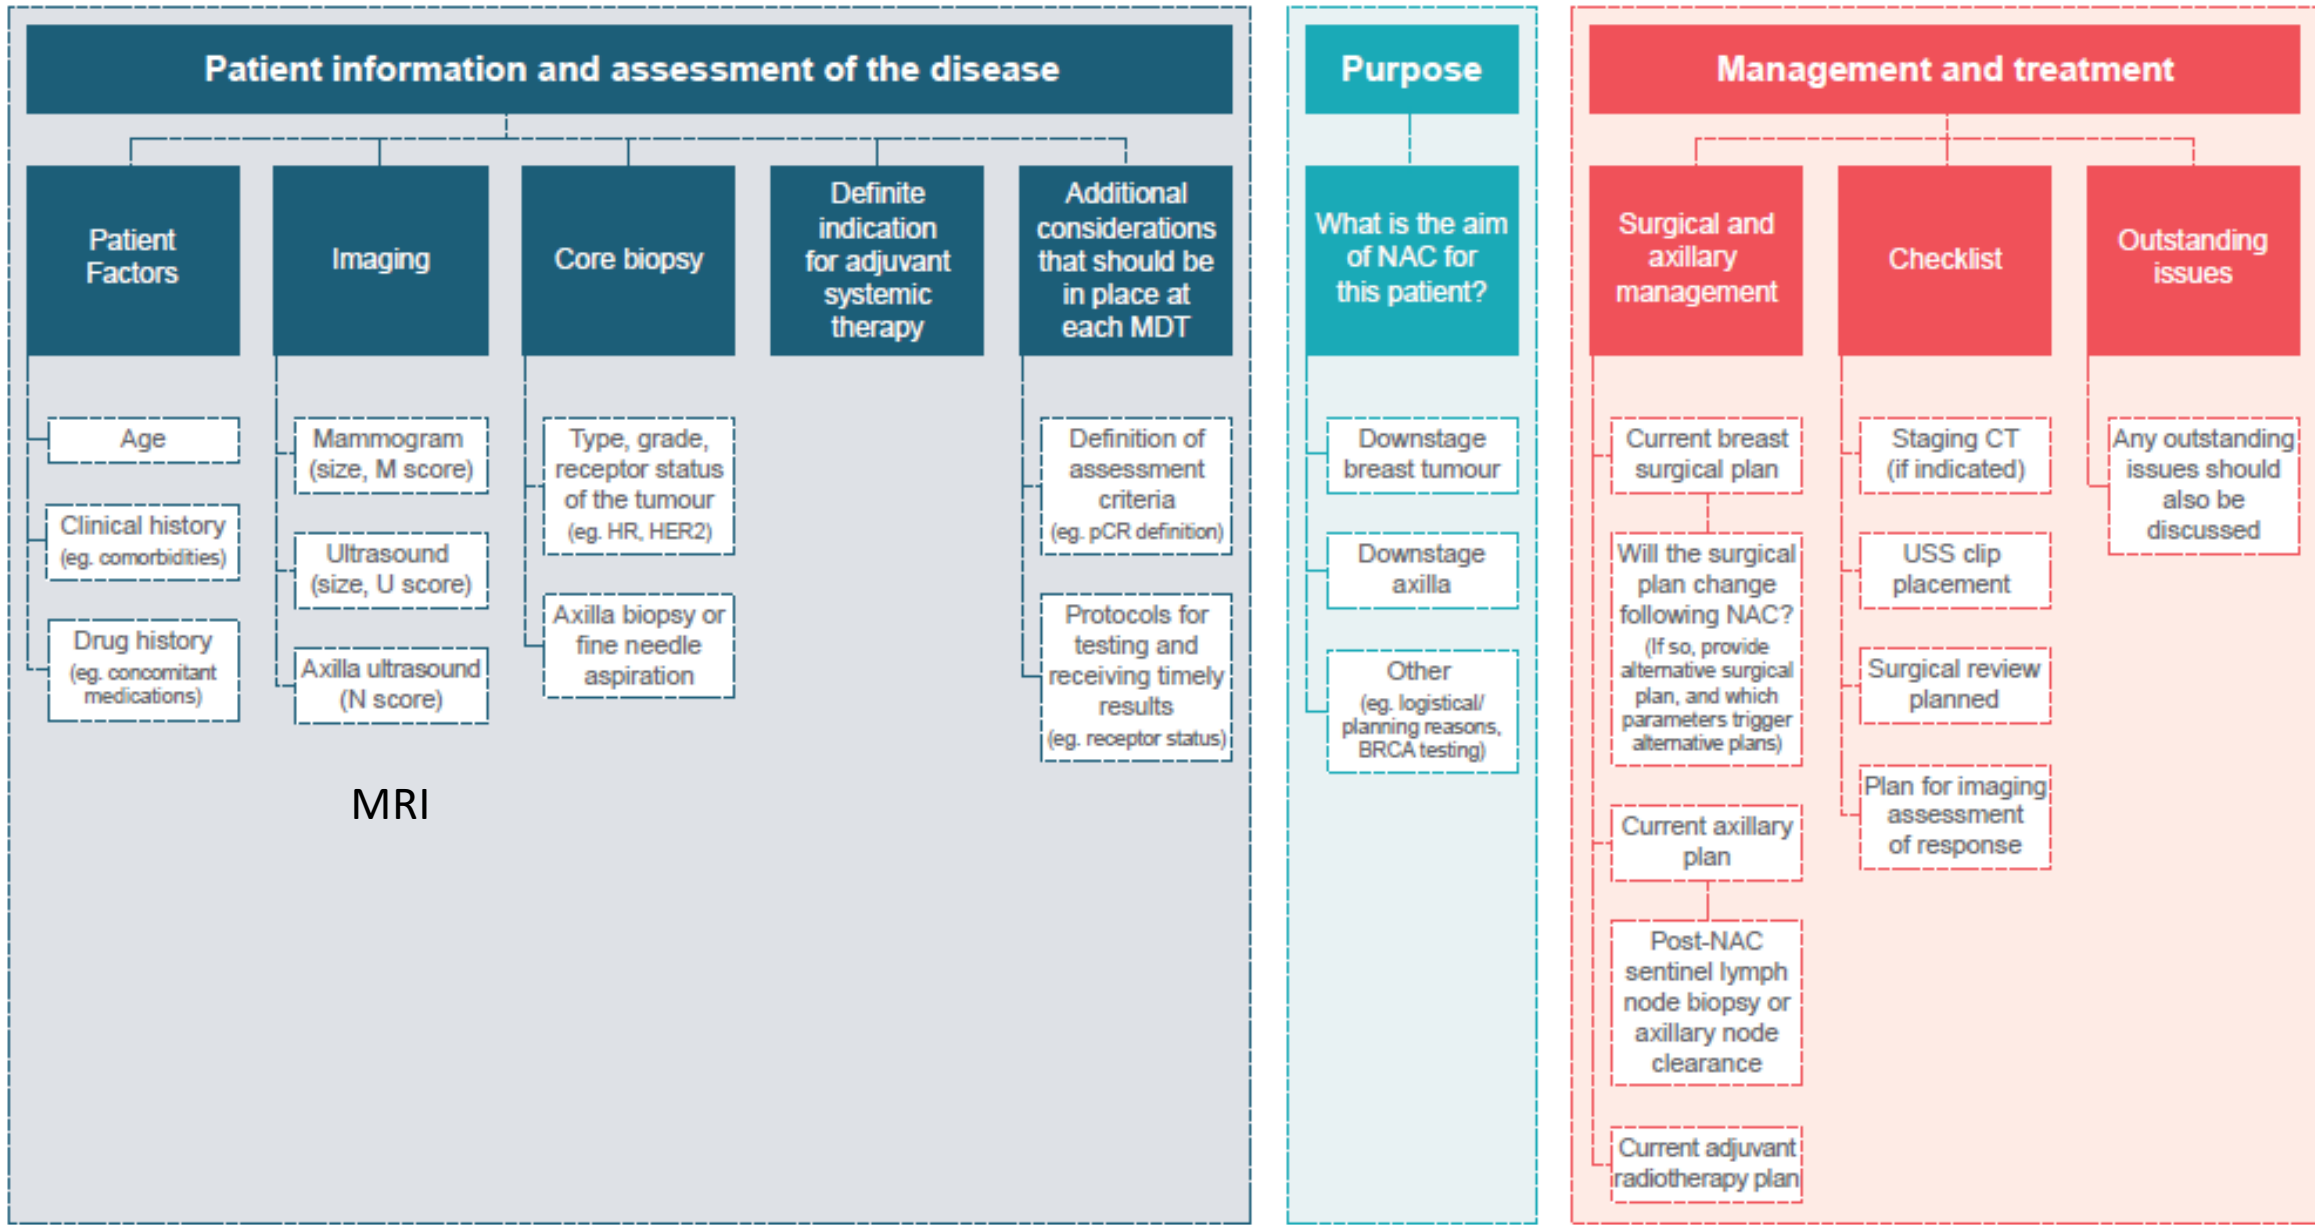 Patient information and assessment of the disease
Patient
Factors
Age
Clinical history
(eg. comorbidities)
Drug history
(eg. concomitant
medications)
Imaging
Mammogram
(size, M score)
Ultrasound
(size, U score)
Axilla ultrasound
(N score)
MRI
Core biopsy
Type, grade,
receptor status
of the tumour
(eg. HR, HER2)
Axilla biopsy or
fine needle
aspiration
Definite
indication
for adjuvant
systemic
therapy
Additional
considerations
that should be
in place at
each MDT
Definition of
assessment
criteria
(eg. pCR definition)
Protocols for
testing and
receiving timely
results
(eg. receptor status)
Purpose
What is the aim
of NAC for
this patient?
Downstage
breast tumour
Downstage
axilla
Other
(eg. logistical/
planning reasons,
BRCA testing)
Management and treatment
Surgical and
axillary
management
Current breast
surgical plan
Will the surgical
plan change
following NAC?
(If so, provide
alternative surgical
plan, and which
parameters trigger
alternative plans)
Current axillary
plan
Post-NAC
sentinel lymph
node biopsy or
axillary node
clearance
Current adjuvant
radiotherapy plan
Checklist
Staging CT
(if indicated)
USS clip
placement
Surgical review
planned
Plan for imaging
assessment
of response
Outstanding
issues
Any outstanding
issues should
also be
discussed